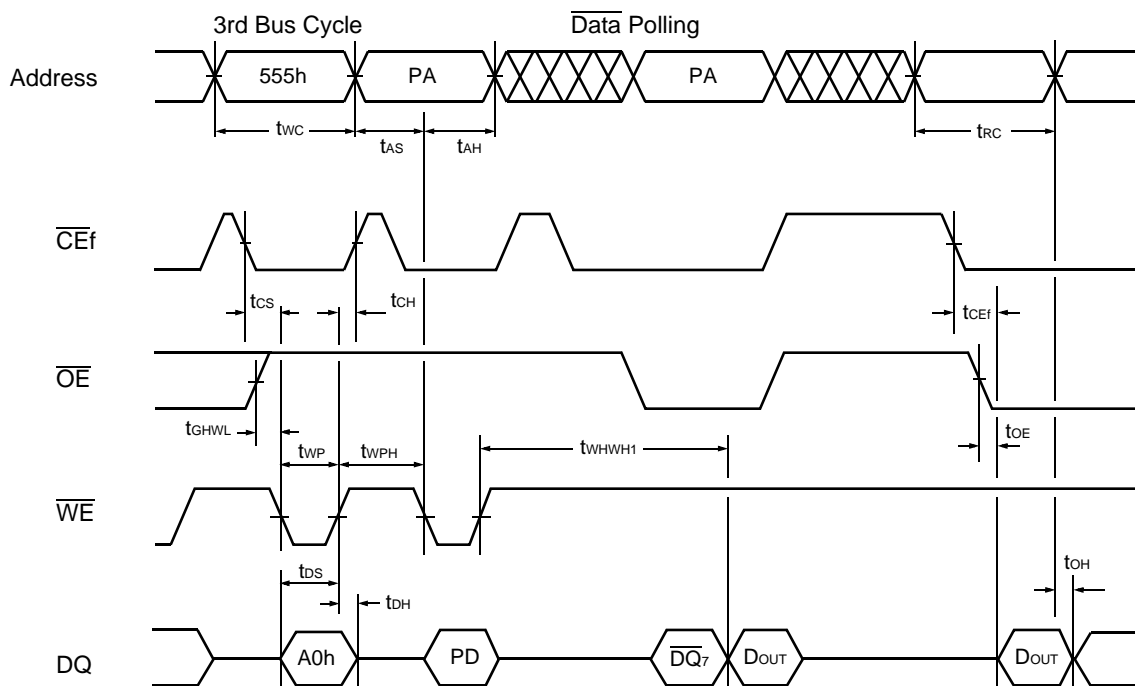 3rd Bus Cycle Data Polling
Address 555h PA PA
tWC tAS tAH tRC
CEf
tCS tCH tCEf
OE
tGHWL tWP tWPH tWHWH1 tOE
WE
tDS tDH tOH
DQ A0h PD DQ7 DOUT DOUT